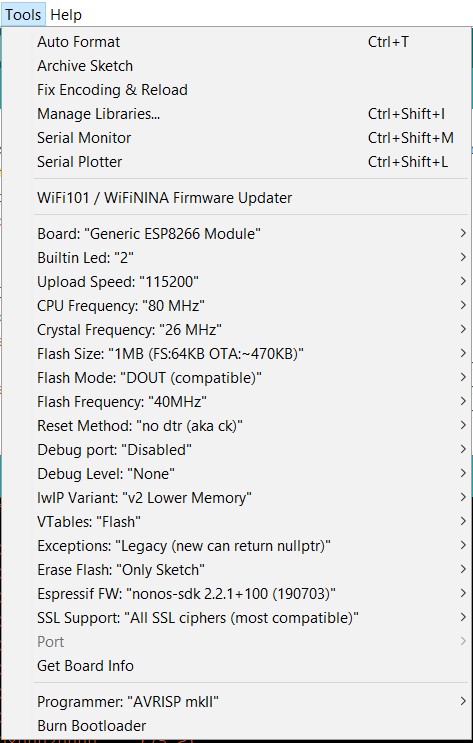 Tools Help
Auto Format Ctrl+T
Archive Sketch
Fix Encoding & Reload
Manage Libraries... Ctrl+Shift+I
Serial Monitor Ctrl+Shift+M
Serial Plotter Ctrl+Shift+L
WiFi101 / WiFiNINA Firmware Updater
Board: "Generic ESP8266 Module"
Builtin Led: "2"
Upload Speed: "115200"
CPU Frequency: "80 MHz"
Crystal Frequency: "26 MHz"
Flash Size: "1MB (FS:64KB OTA:~470KB)"
Flash Mode: "DOUT (compatible)"
Flash Frequency: "40MHz"
Reset Method: "no dtr (aka ck)"
Debug port: "Disabled"
Debug Level: "None"
lwIP Variant: "v2 Lower Memory"
VTables: "Flash"
Exceptions: "Legacy (new can return nullptr)"
Erase Flash: "Only Sketch"
Espressif FW: "nonos-sdk 2.2.1+100 (190703)"
SSL Support: "All SSL ciphers (most compatible)"
Port
Get Board Info
Programmer: "AVRISP mkII"
Burn Bootloader